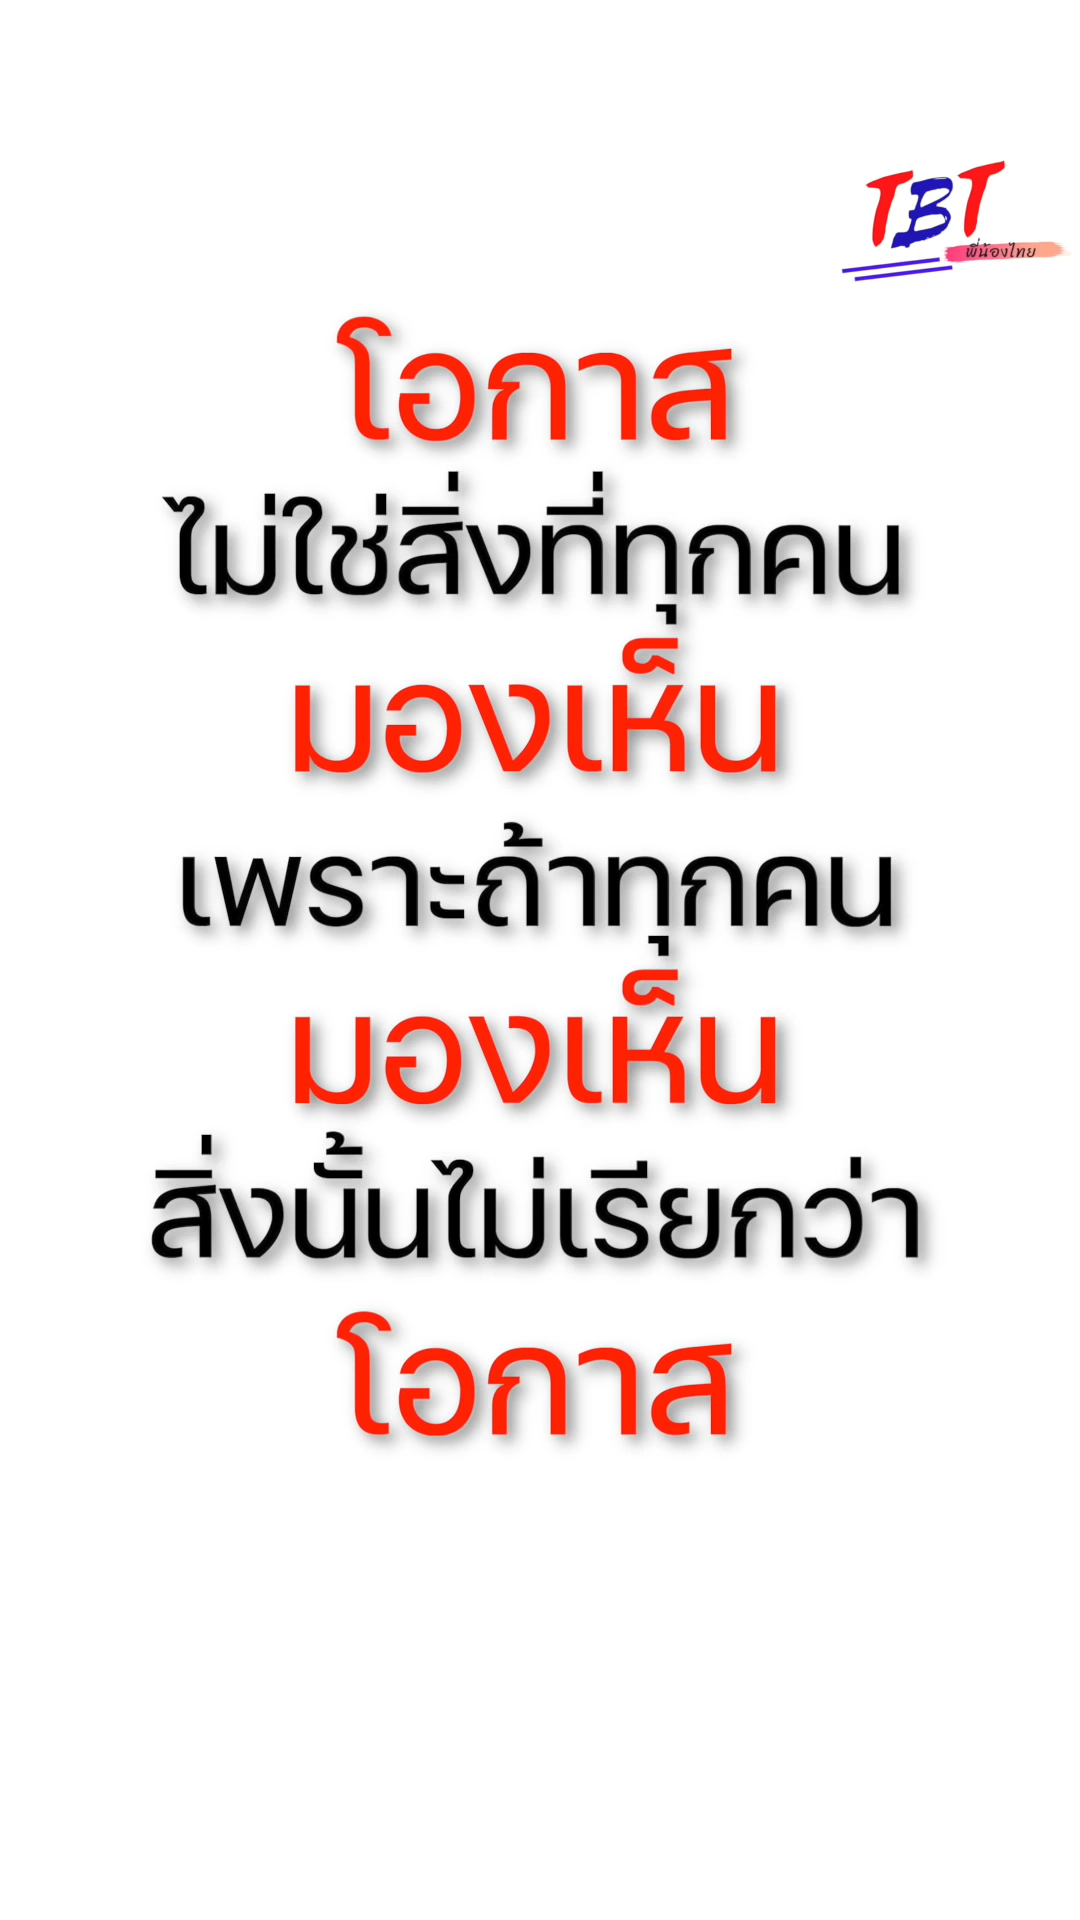 TBT
พี่น้องไทย
โอกาส
ไม่ใช่สิ่งที่ทุกคน
มองเห็น
เพราะถ้าทุกคน
มองเห็น
สิ่งนั้นไม่เรียกว่า
โอกาส